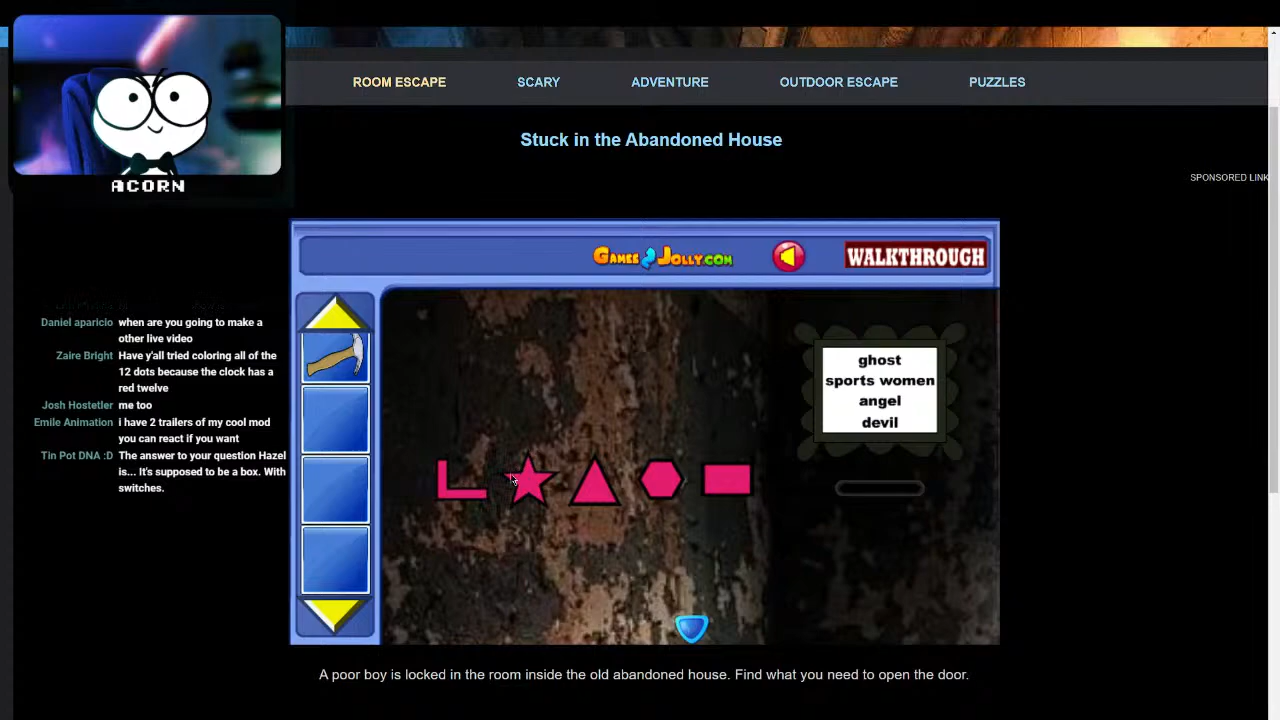 ROOM ESCAPE
SCARY
ADVENTURE
OUTDOOR ESCAPE
PUZZLES
ACORN
Stuck in the Abandoned House
SPONSORED LINK
GAMES2JOLLY.COM
WALKTHROUGH
Daniel aparicio when are you going to make a
other live video
Zaire Bright Have y'all tried coloring all of the
12 dots because the clock has a
red twelve
Josh Hostetler me too
Emile Animation i have 2 trailers of my cool mod
you can react if you want
Tin Pot DNA :D The answer to your question Hazel
is... It's supposed to be a box. With
switches.
ghost
sports women
angel
devil
A poor boy is locked in the room inside the old abandoned house. Find what you need to open the door.